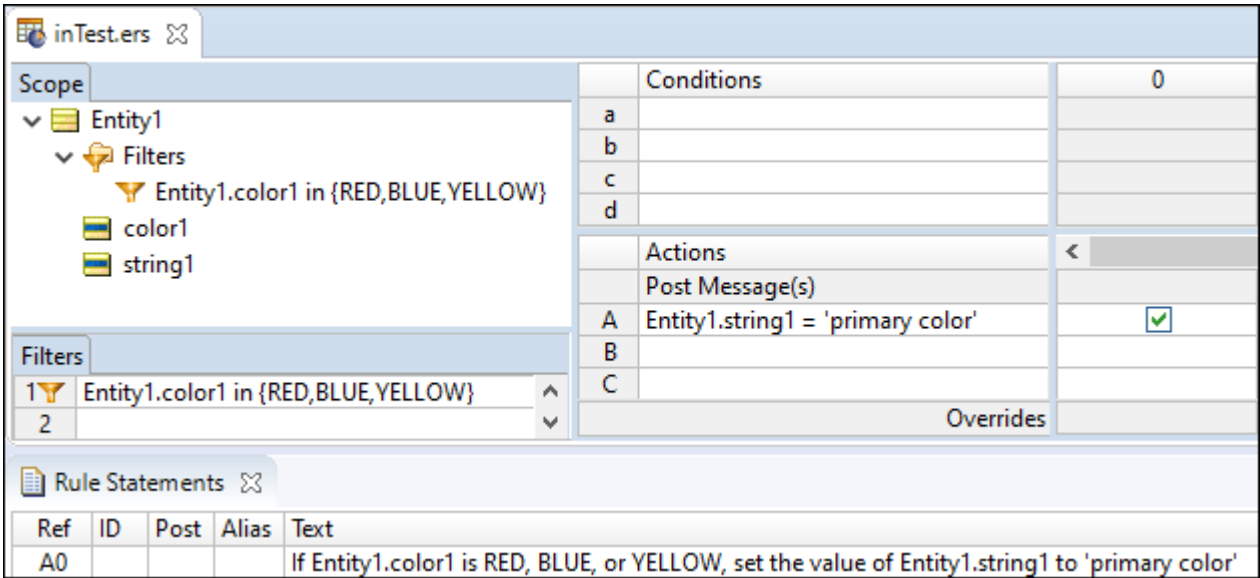 inTest.ers
Scope
Entity1
Filters
Entity1.color1 in {RED,BLUE,YELLOW}
color1
string1
Filters
1 Entity1.color1 in {RED,BLUE,YELLOW}
2
Conditions 0
a
b
c
d
Actions
Post Message(s)
A Entity1.string1 = 'primary color'
B
C
Overrides
Rule Statements
Ref ID Post Alias Text
A0 If Entity1.color1 is RED, BLUE, or YELLOW, set the value of Entity1.string1 to 'primary color'